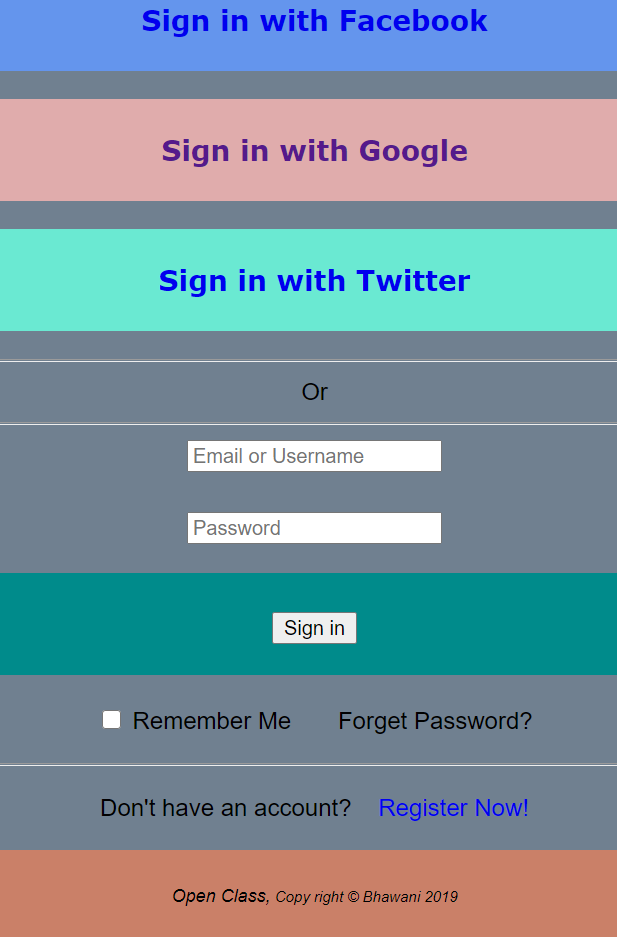 Sign in with Facebook
Sign in with Google
Sign in with Twitter
Or
Email or Username
Password
Sign in
Remember Me Forget Password?
Don't have an account? Register Now!
Open Class, Copy right © Bhawani 2019